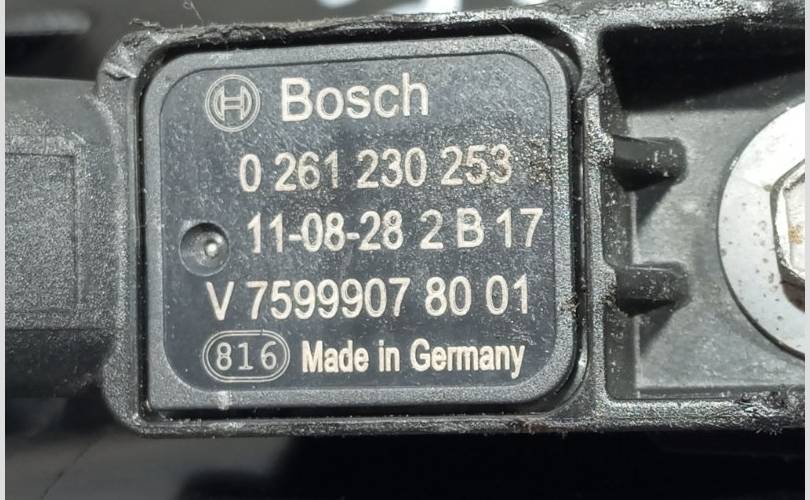 Bosch
0 261 230 253
11-08-28 2 B 17
V 7599907 80 01
816 Made in Germany